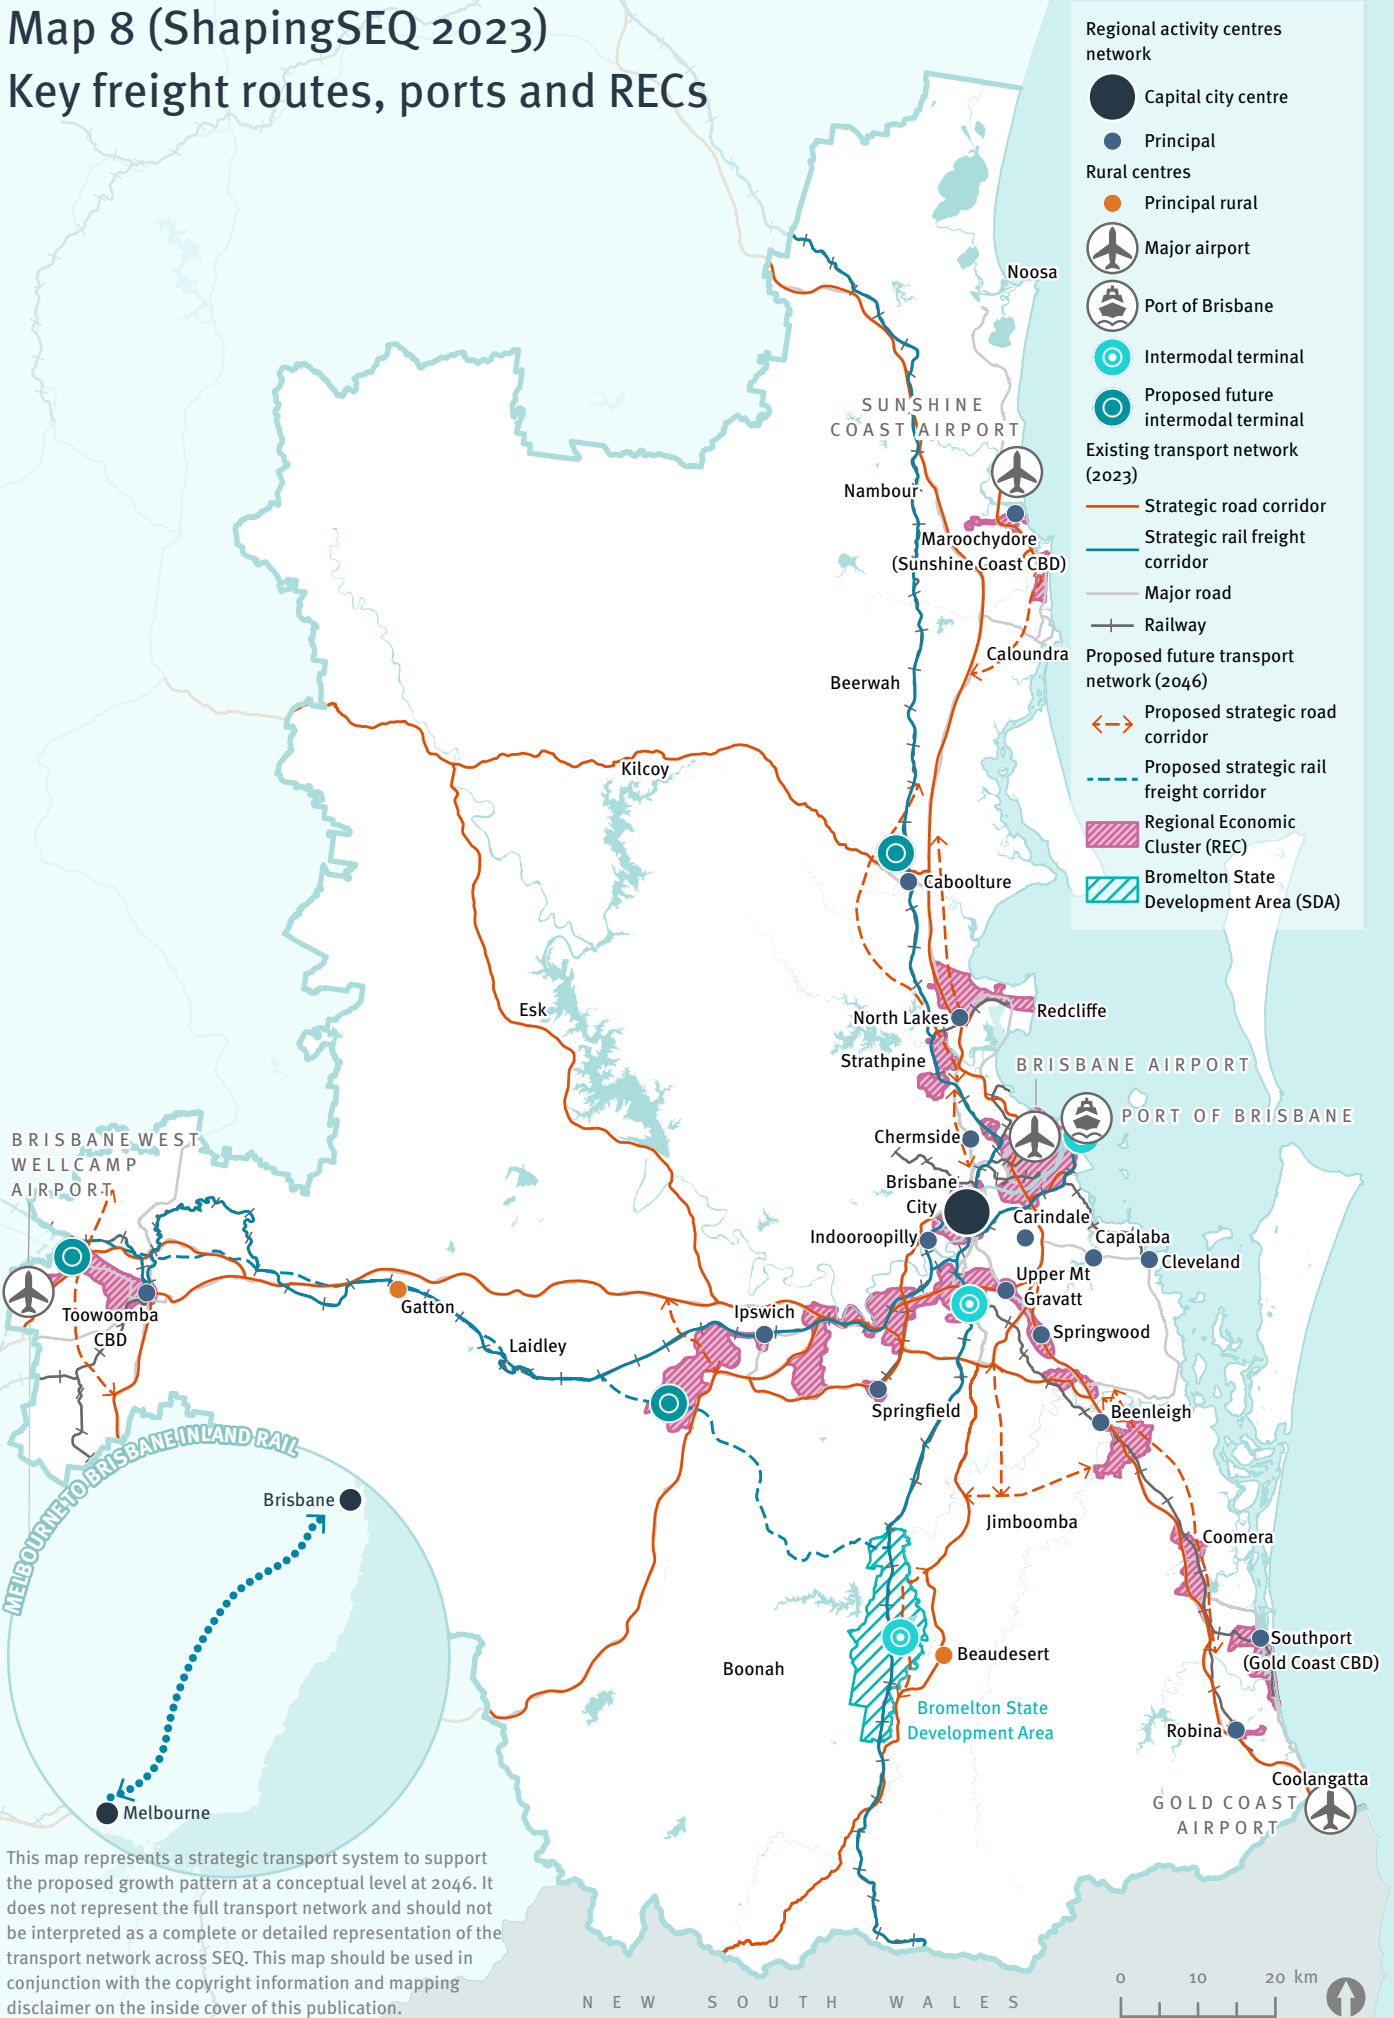 Map 8 (ShapingSEQ 2023)
Key freight routes, ports and RECs
Regional activity centres
network
Capital city centre
Principal
Rural centres
Principal rural
Major airport
Port of Brisbane
Intermodal terminal
Proposed future
intermodal terminal
Existing transport network
(2023)
Strategic road corridor
Strategic rail freight
corridor
Major road
Railway
Proposed future transport
network (2046)
Proposed strategic road
corridor
Proposed strategic rail
freight corridor
Regional Economic
Cluster (REC)
Bromelton State
Development Area (SDA)
Noosa
SUNSHINE
COAST AIRPORT
Nambour
Maroochydore
(Sunshine Coast CBD)
Caloundra
Beerwah
Kilcoy
Caboolture
Esk
North Lakes
Redcliffe
Strathpine
BRISBANE AIRPORT
PORT OF BRISBANE
Chermside
BRISBANE WEST
WELLCAMP
AIRPORT
Brisbane
City
Carindale
Indooroopilly
Capalaba
Cleveland
Upper Mt
Gravatt
Toowoomba
CBD
Gatton
Ipswich
Laidley
Springwood
Springfield
Beenleigh
MELBOURNE TO BRISBANE INLAND RAIL
Brisbane
Melbourne
Jimboomba
Coomera
Southport
(Gold Coast CBD)
Beaudesert
Boonah
Bromelton State
Development Area
Robina
Coolangatta
GOLD COAST
AIRPORT
This map represents a strategic transport system to support
the proposed growth pattern at a conceptual level at 2046. It
does not represent the full transport network and should not
be interpreted as a complete or detailed representation of the
transport network across SEQ. This map should be used in
conjunction with the copyright information and mapping
disclaimer on the inside cover of this publication.
NEW SOUTH WALES
0 10 20 km